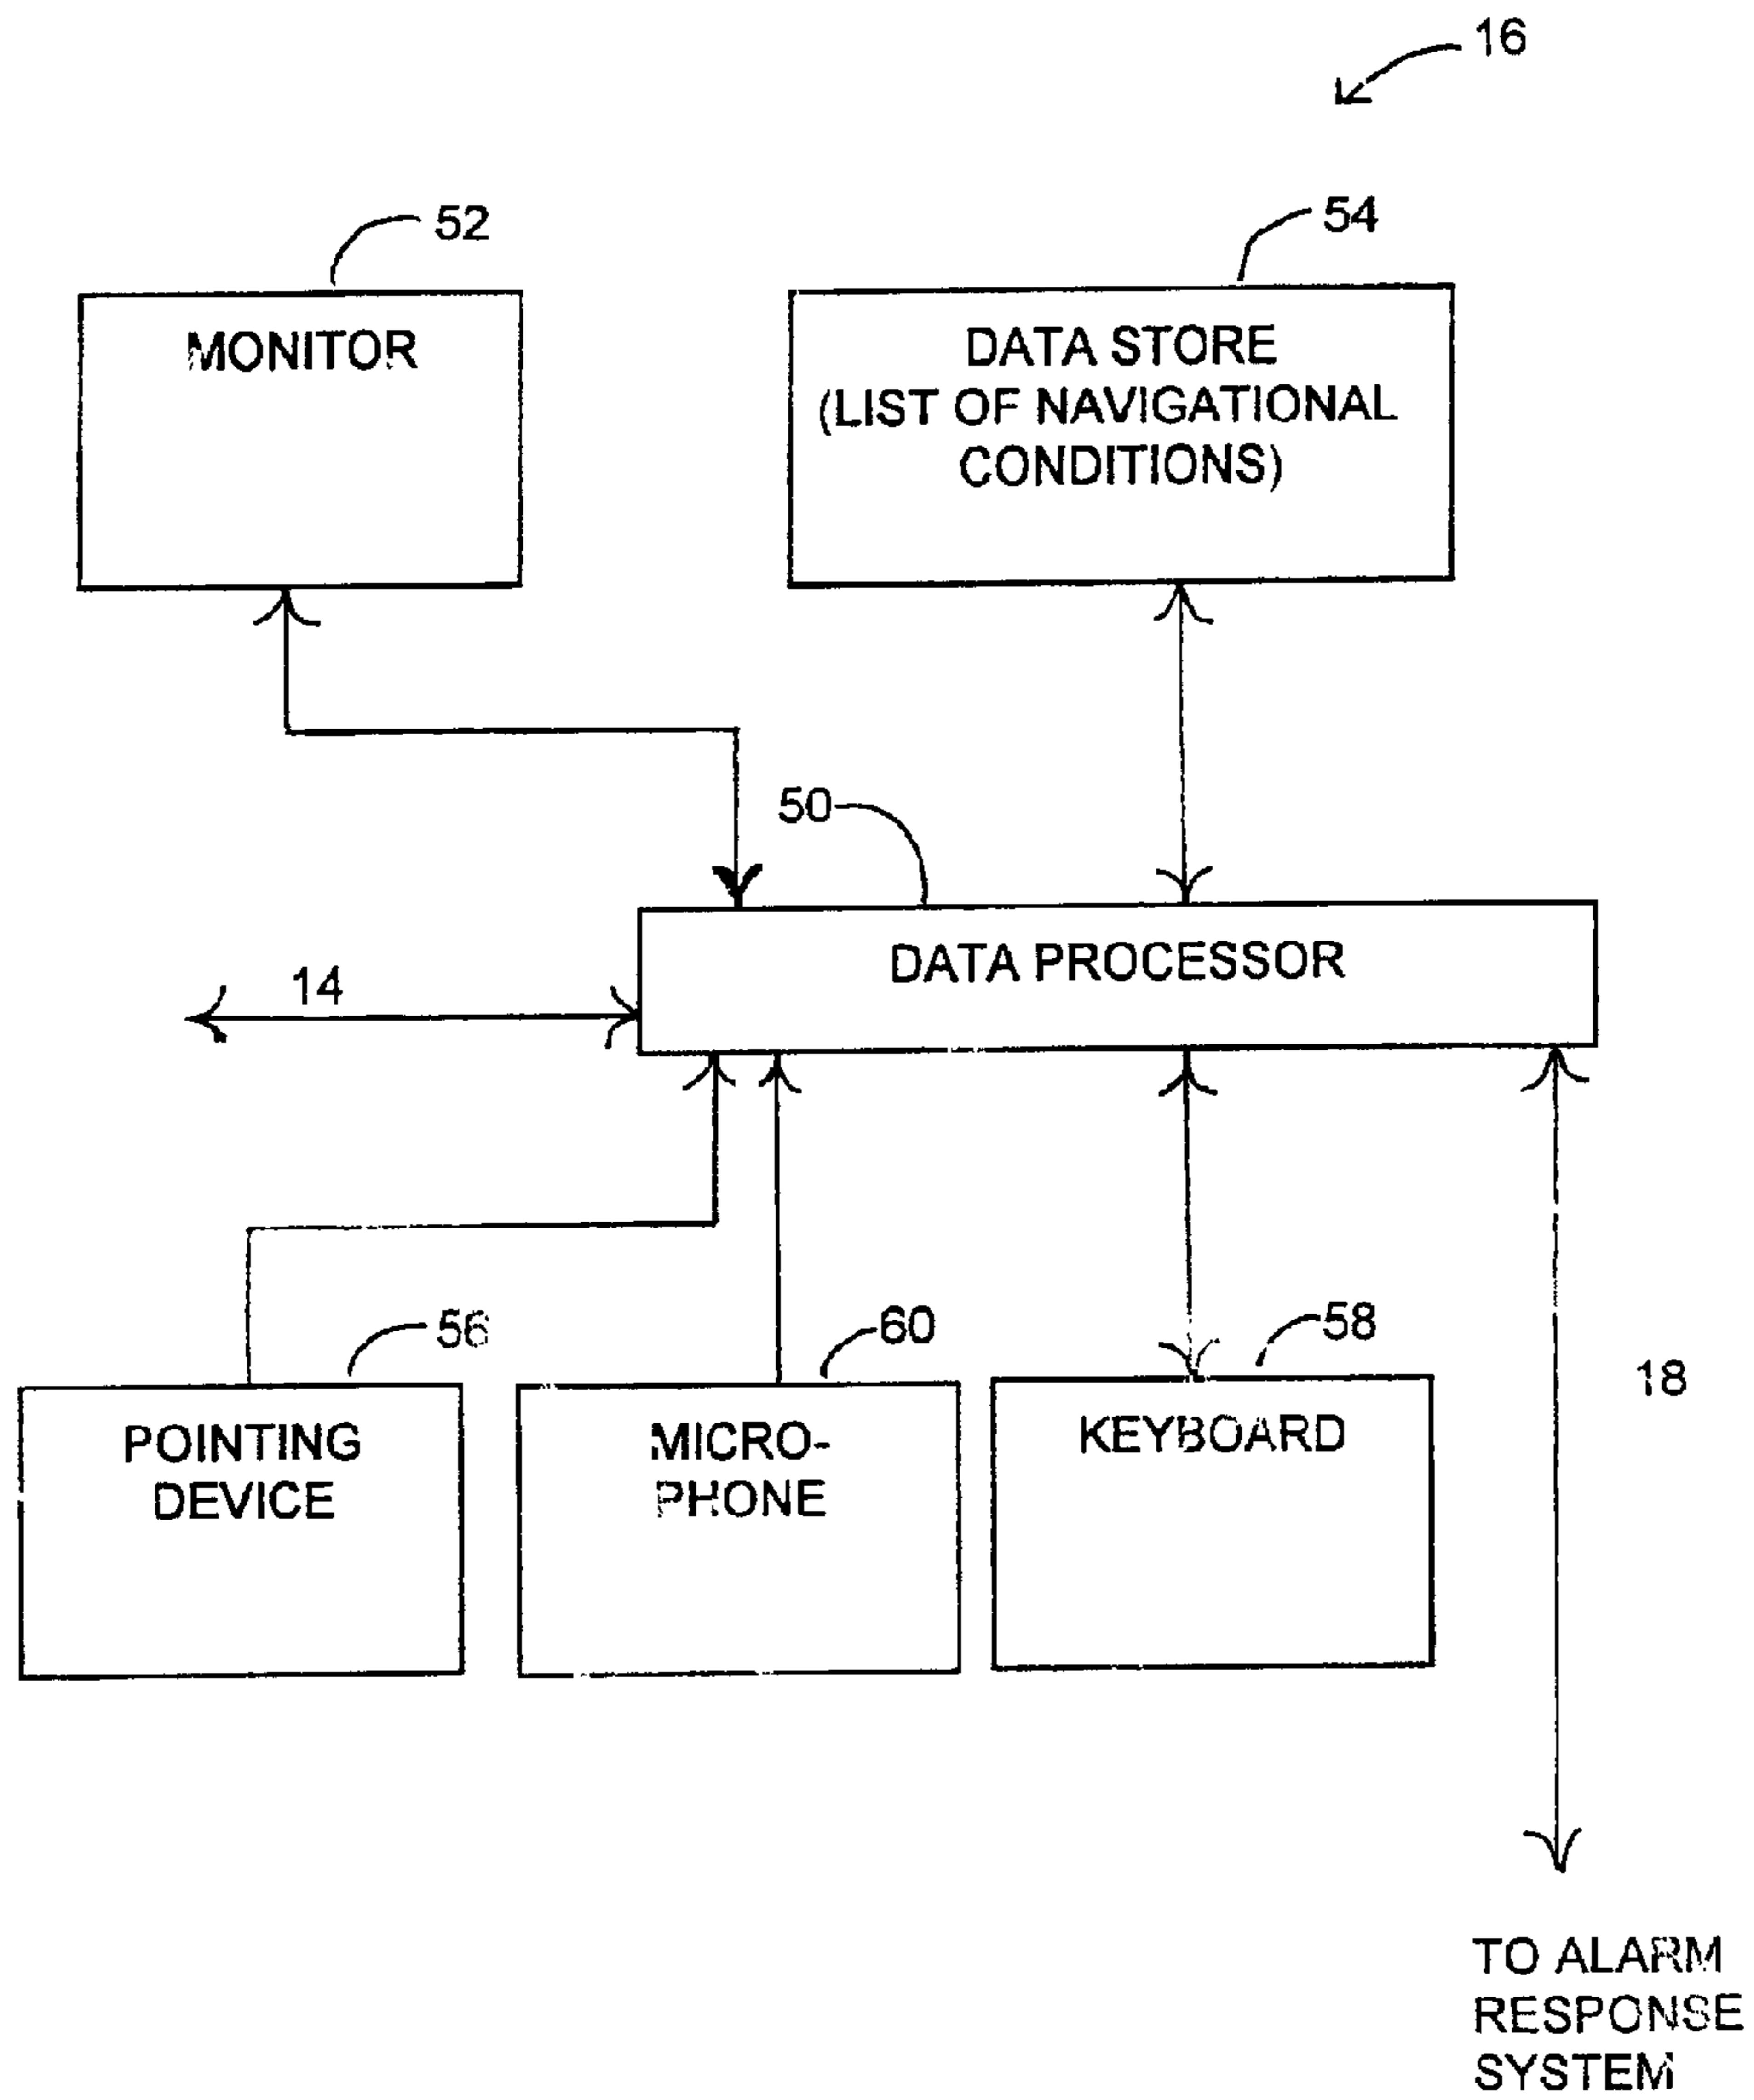 16
52
54
MONITOR
DATA STORE
(LIST OF NAVIGATIONAL
CONDITIONS)
50
DATA PROCESSOR
14
56
60
58
18
POINTING
DEVICE
MICRO-
PHONE
KEYBOARD
TO ALARM
RESPONSE
SYSTEM